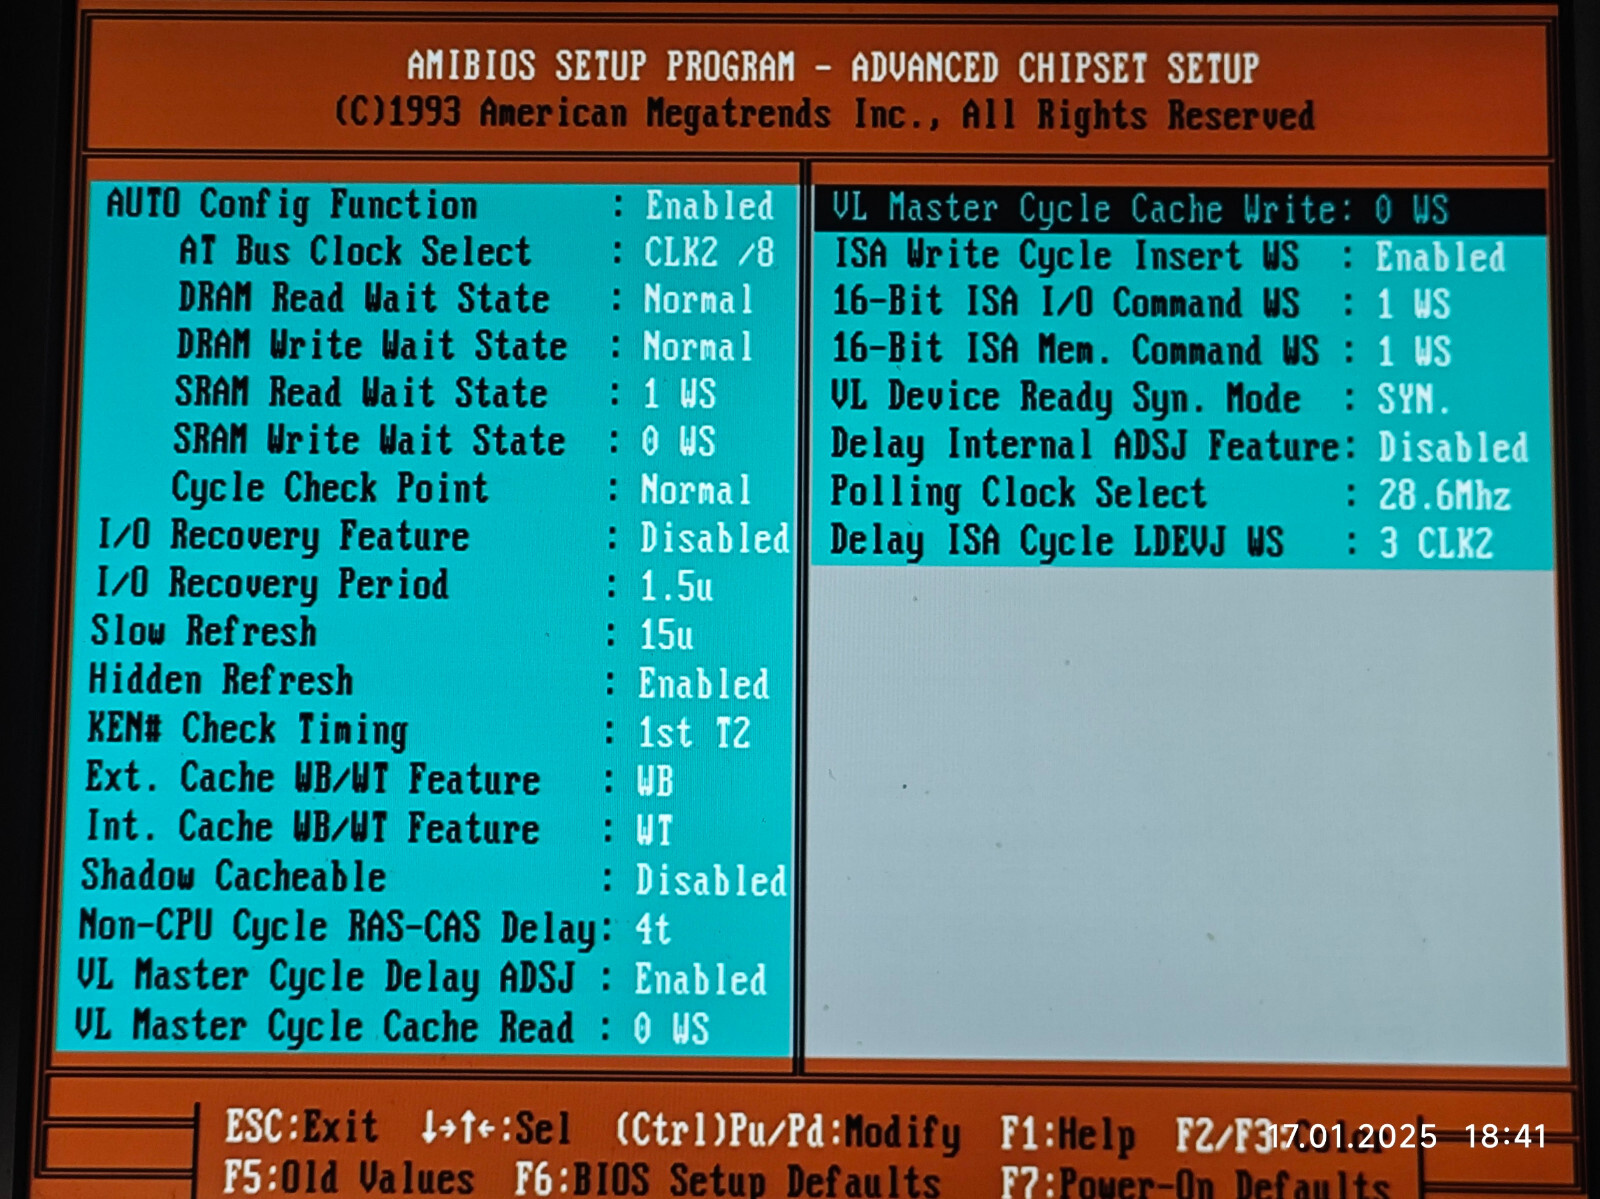 AMIBIOS SETUP PROGRAM - ADVANCED CHIPSET SETUP
(C)1993 American Megatrends Inc., All Rights Reserved
AUTO Config Function : Enabled
AT Bus Clock Select : CLK2 /8
DRAM Read Wait State : Normal
DRAM Write Wait State : Normal
SRAM Read Wait State : 1 WS
SRAM Write Wait State : 0 WS
Cycle Check Point : Normal
I/O Recovery Feature : Disabled
I/O Recovery Period : 1.5u
Slow Refresh : 15u
Hidden Refresh : Enabled
KEN# Check Timing : 1st T2
Ext. Cache WB/WT Feature : WB
Int. Cache WB/WT Feature : WT
Shadow Cacheable : Disabled
Non-CPU Cycle RAS-CAS Delay: 4t
VL Master Cycle Delay ADSJ : Enabled
VL Master Cycle Cache Read : 0 WS
VL Master Cycle Cache Write: 0 WS
ISA Write Cycle Insert WS : Enabled
16-Bit ISA I/O Command WS : 1 WS
16-Bit ISA Mem. Command WS : 1 WS
VL Device Ready Syn. Mode : SYN.
Delay Internal ADSJ Feature: Disabled
Polling Clock Select : 28.6Mhz
Delay ISA Cycle LDEVJ WS : 3 CLK2
ESC:Exit ↓→↑←:Sel (Ctrl)Pu/Pd:Modify F1:Help F2/F3:Color
F5:Old Values F6:BIOS Setup Defaults F7:Power-On Defaults
17.01.2025 18:41